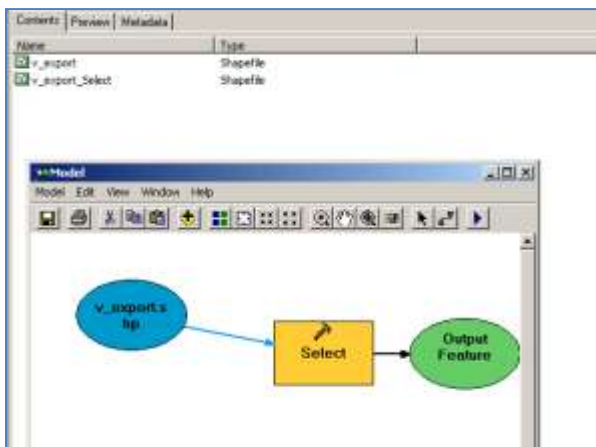 Contents Preview Metadata
Name Type
v_export Shapefile
v_export_Select Shapefile
Model
Model Edit View Window Help
v_export.s
hp
Select
Output
Feature